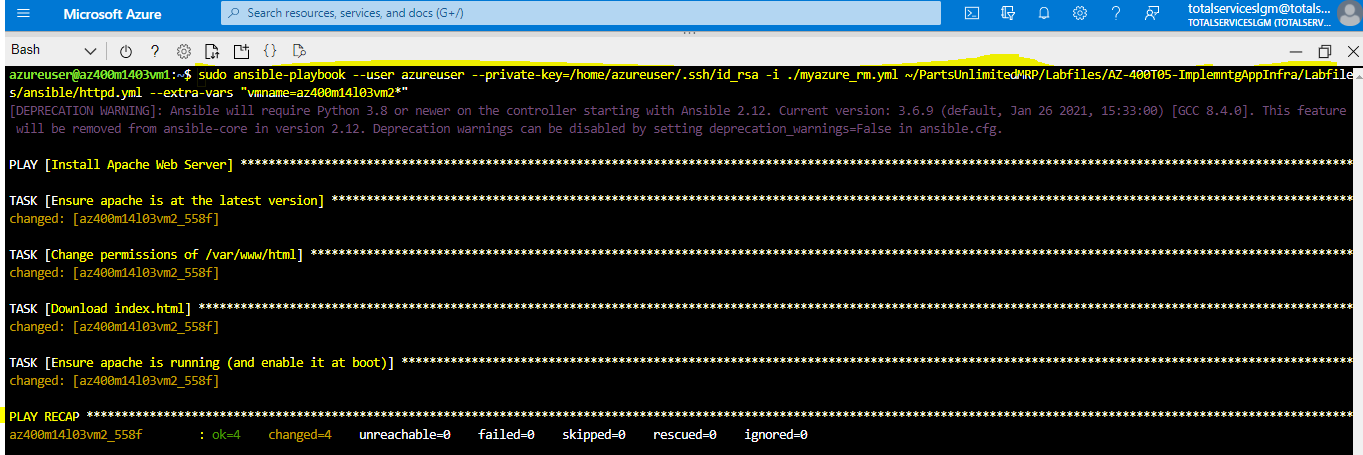 Microsoft Azure
Search resources, services, and docs (G+/)
totalserviceslgm@totals...
TOTALSERVICESLGM (TOTALSERV...
Bash
azureuser@az400m1403vm1:~$ sudo ansible-playbook --user azureuser --private-key=/home/azureuser/.ssh/id_rsa -i ./myazure_rm.yml ~/PartsUnlimitedMRP/Labfiles/AZ-400T05-ImplemntgAppInfra/Labfile
s/ansible/httpd.yml --extra-vars "vmname=az400m14l03vm2*"
[DEPRECATION WARNING]: Ansible will require Python 3.8 or newer on the controller starting with Ansible 2.12. Current version: 3.6.9 (default, Jan 26 2021, 15:33:00) [GCC 8.4.0]. This feature
will be removed from ansible-core in version 2.12. Deprecation warnings can be disabled by setting deprecation_warnings=False in ansible.cfg.
PLAY [Install Apache Web Server] ****************************************************************************************************************************************************************
TASK [Ensure apache is at the latest version] ***************************************************************************************************************************************************
changed: [az400m14l03vm2_558f]
TASK [Change permissions of /var/www/html] ******************************************************************************************************************************************************
changed: [az400m14l03vm2_558f]
TASK [Download index.html] **********************************************************************************************************************************************************************
changed: [az400m14l03vm2_558f]
TASK [Ensure apache is running (and enable it at boot)] *****************************************************************************************************************************************
changed: [az400m14l03vm2_558f]
PLAY RECAP **************************************************************************************************************************************************************************************
az400m14l03vm2_558f : ok=4 changed=4 unreachable=0 failed=0 skipped=0 rescued=0 ignored=0